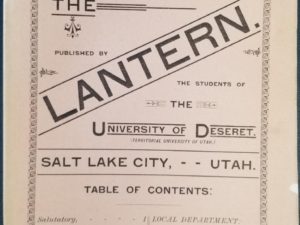 THE
LANTERN.
PUBLISHED BY
THE STUDENTS OF
THE
UNIVERSITY OF DESERET.
(TERRITORIAL UNIVERSITY OF UTAH.)
SALT LAKE CITY, - - UTAH.
TABLE OF CONTENTS:
Salutatory, - - - - 1 LOCAL DEPARTMENT-